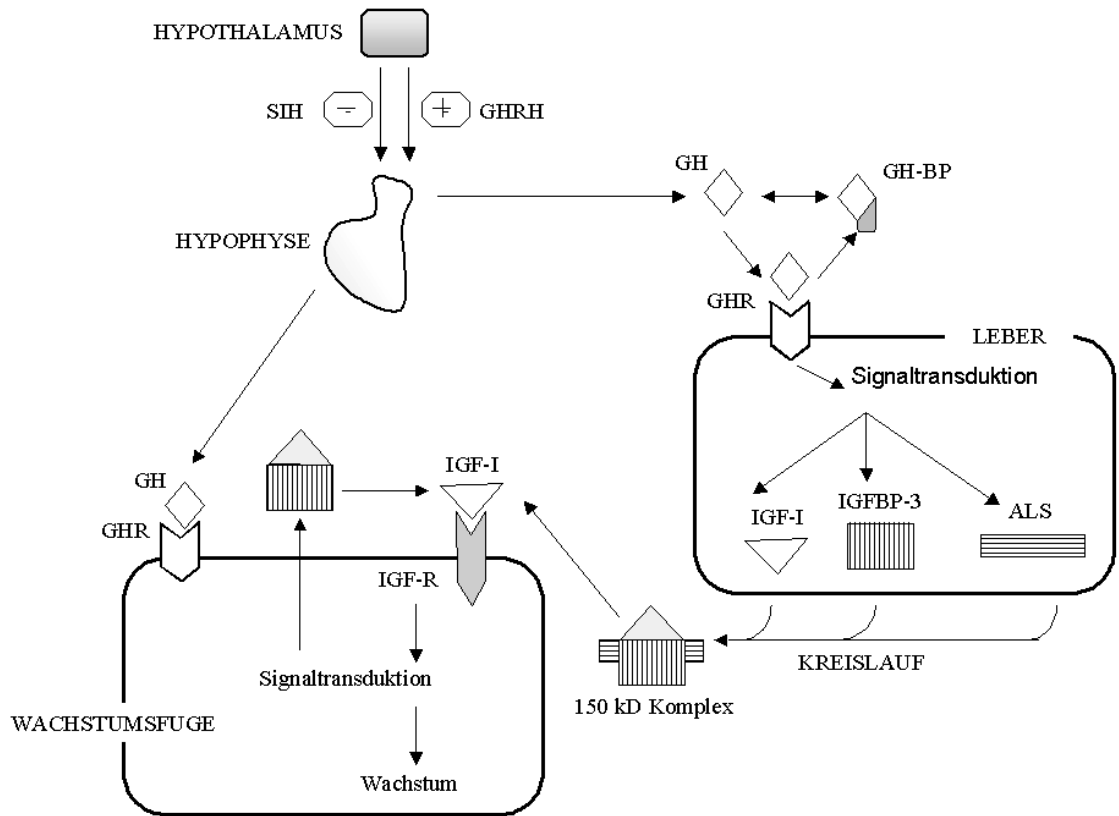 HYPOTHALAMUS
SIH
−
+
GHRH
HYPOPHYSE
GH
GH-BP
GHR
LEBER
Signaltransduktion
IGF-I
IGFBP-3
ALS
KREISLAUF
150 kD Komplex
GH
GHR
IGF-I
IGF-R
Signaltransduktion
WACHSTUMSFUGE
Wachstum